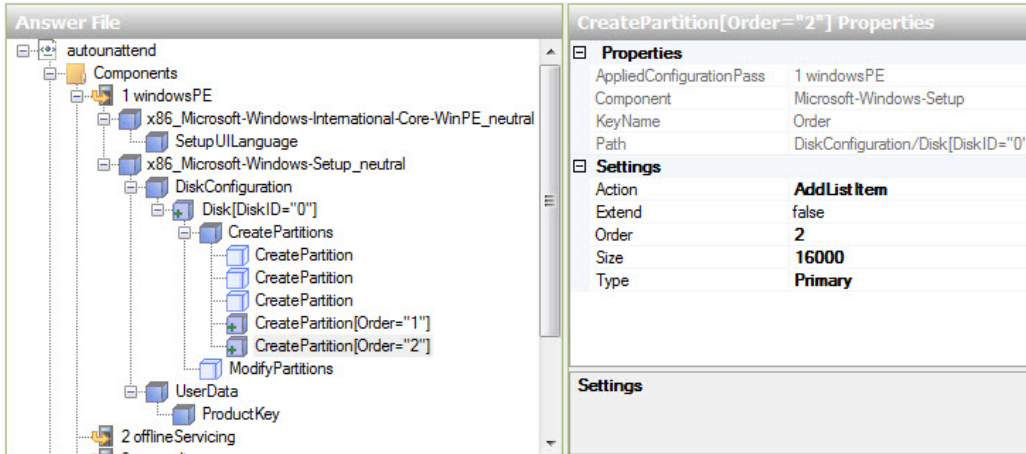 Answer File
autounattend
Components
1 windowsPE
x86_Microsoft-Windows-International-Core-WinPE_neutral
SetupUILanguage
x86_Microsoft-Windows-Setup_neutral
DiskConfiguration
Disk[DiskID="0"]
CreatePartitions
CreatePartition
CreatePartition
CreatePartition
CreatePartition[Order="1"]
CreatePartition[Order="2"]
ModifyPartitions
UserData
ProductKey
2 offlineServicing
CreatePartition[Order="2"] Properties
Properties
AppliedConfigurationPass 1 windowsPE
Component Microsoft-Windows-Setup
KeyName Order
Path DiskConfiguration/Disk[DiskID="0"
Settings
Action AddListItem
Extend false
Order 2
Size 16000
Type Primary
Settings